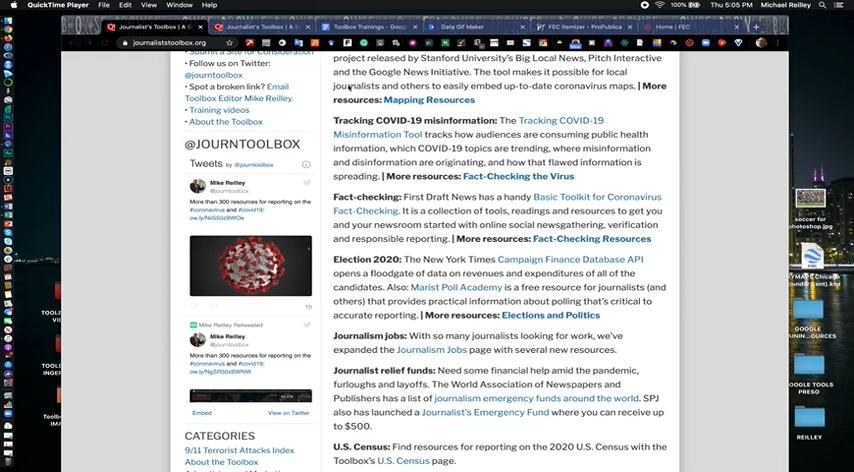 QuickTime Player File Edit View Window Help
100% Thu 5:05 PM Michael Reilley
Journalist's Toolbox | A S
Journalist's Toolbox | A S
Toolbox Trainings - Goog
Data Gif Maker
FEC Itemizer - ProPublica
Home | FEC
journaliststoolbox.org
Submit a Site for Consideration
• Follow us on Twitter:
@journtoolbox
• Spot a broken link? Email
Toolbox Editor Mike Reilley.
• Training videos
• About the Toolbox
@JOURNTOOLBOX
Tweets by @journtoolbox
Mike Reilley
@journtoolbox
More than 300 resources for reporting on the
#coronavirus and #covid19:
Mike Reilley Retweeted
Mike Reilley
@journtoolbox
More than 300 resources for reporting on the
#coronavirus and #covid19:
Embed View on Twitter
CATEGORIES
9/11 Terrorist Attacks Index
About the Toolbox
project released by Stanford University's Big Local News, Pitch Interactive
and the Google News Initiative. The tool makes it possible for local
journalists and others to easily embed up-to-date coronavirus maps. | More
resources: Mapping Resources
Tracking COVID-19 misinformation: The Tracking COVID-19
Misinformation Tool tracks how audiences are consuming public health
information, which COVID-19 topics are trending, where misinformation
and disinformation are originating, and how that flawed information is
spreading. | More resources: Fact-Checking the Virus
Fact-checking: First Draft News has a handy Basic Toolkit for Coronavirus
Fact-Checking. It is a collection of tools, readings and resources to get you
and your newsroom started with online social newsgathering, verification
and responsible reporting. | More resources: Fact-Checking Resources
Election 2020: The New York Times Campaign Finance Database API
opens a floodgate of data on revenues and expenditures of all of the
candidates. Also: Marist Poll Academy is a free resource for journalists (and
others) that provides practical information about polling that's critical to
accurate reporting. | More resources: Elections and Politics
Journalism jobs: With so many journalists looking for work, we've
expanded the Journalism Jobs page with several new resources.
Journalist relief funds: Need some financial help amid the pandemic,
furloughs and layoffs. The World Association of Newspapers and
Publishers has a list of journalism emergency funds around the world. SPJ
also has launched a Journalist's Emergency Fund where you can receive up
to $500.
U.S. Census: Find resources for reporting on the 2020 U.S. Census with the
Toolbox's U.S. Census page.
soccer for
photoshop.jpg
GOOGLE
TRAININ...OURCES
GOOGLE TOOLS
PRESO
REILLEY